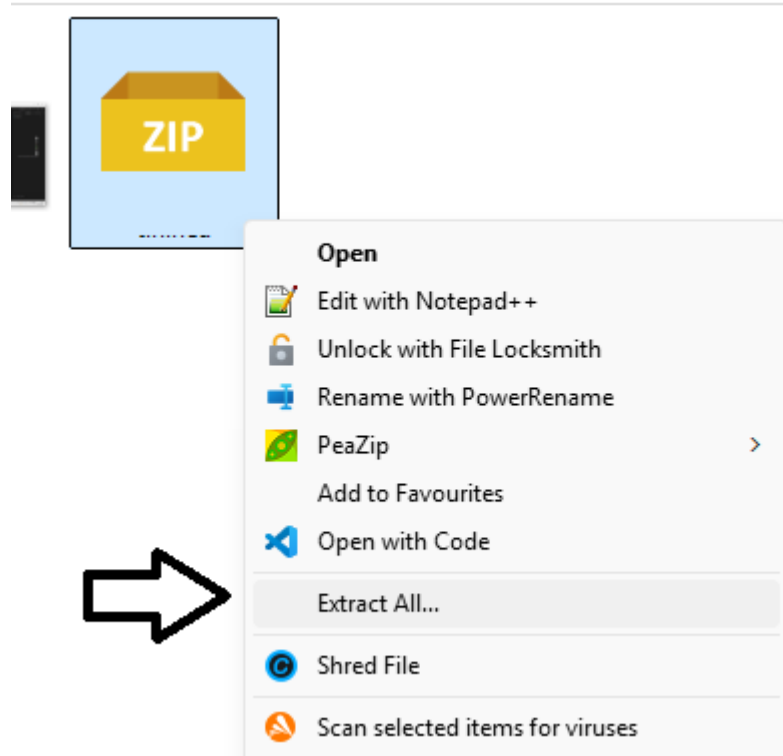 ZIP
Open
Edit with Notepad++
Unlock with File Locksmith
Rename with PowerRename
PeaZip
Add to Favourites
Open with Code
Extract All...
Shred File
Scan selected items for viruses